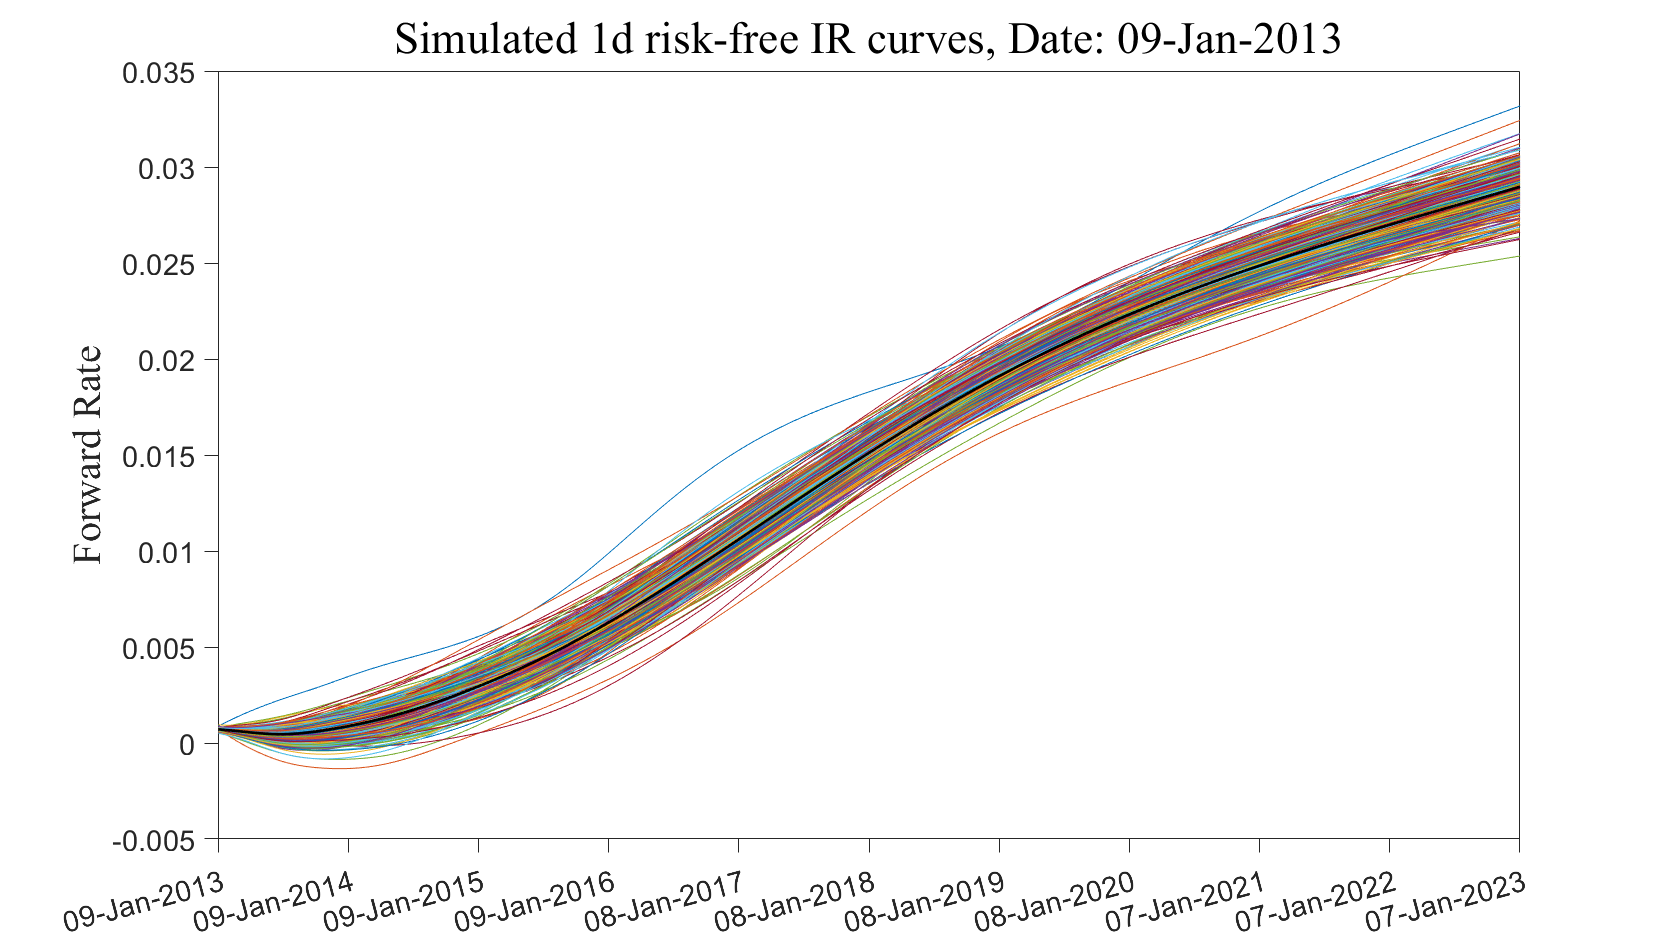 Simulated 1d risk-free IR curves, Date: 09-Jan-2013
0.035
0.03
0.025
0.02
0.015
0.01
0.005
0
-0.005
Forward Rate
09-Jan-2013
09-Jan-2014
09-Jan-2015
09-Jan-2016
08-Jan-2017
08-Jan-2018
08-Jan-2019
08-Jan-2020
07-Jan-2021
07-Jan-2022
07-Jan-2023